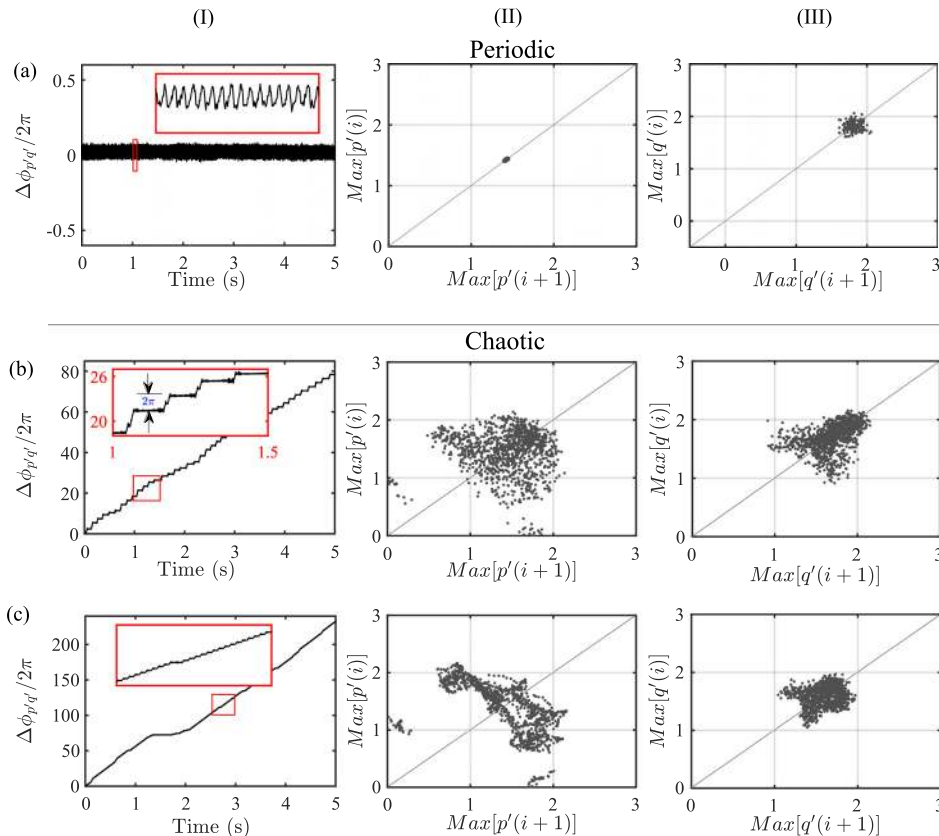 (I) (II) (III)
Periodic
(a)
0.5
0
-0.5
Δϕp′q′/2π
0 1 2 3 4 5
Time (s)
3
2
1
0
Max[p′(i)]
0 1 2 3
Max[p′(i+1)]
3
2
1
0
Max[q′(i)]
0 1 2 3
Max[q′(i+1)]
Chaotic
(b)
80
60
40
20
0
Δϕp′q′/2π
26
20
2π
1 1.5
0 1 2 3 4 5
Time (s)
3
2
1
0
Max[p′(i)]
0 1 2 3
Max[p′(i+1)]
3
2
1
0
Max[q′(i)]
0 1 2 3
Max[q′(i+1)]
(c)
200
150
100
50
0
Δϕp′q′/2π
0 1 2 3 4 5
Time (s)
3
2
1
0
Max[p′(i)]
0 1 2 3
Max[p′(i+1)]
3
2
1
0
Max[q′(i)]
0 1 2 3
Max[q′(i+1)]